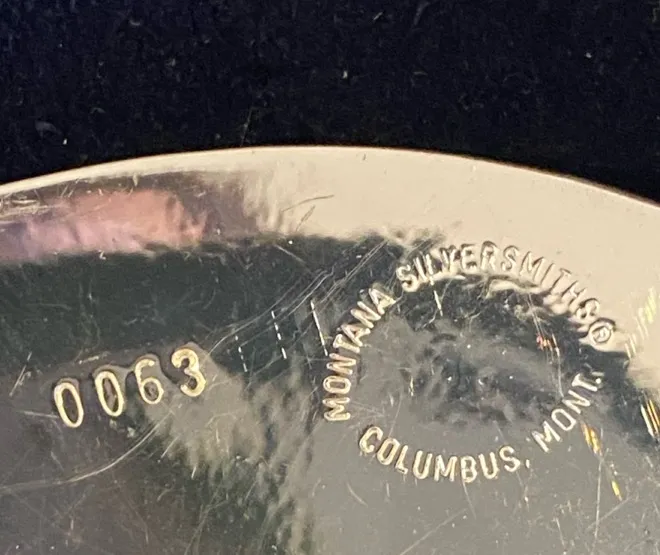 0063
MONTANA SILVERSMITHS®
COLUMBUS, MONT.